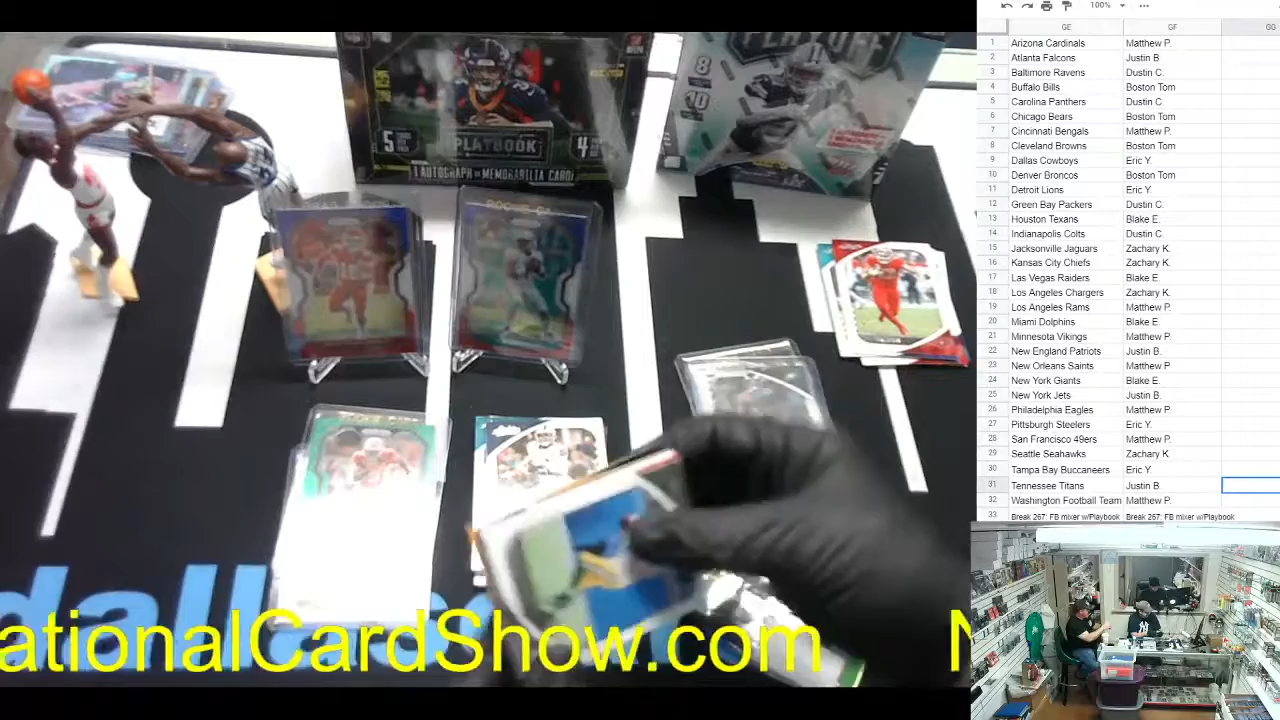 100%
GE GF GG
1 Arizona Cardinals Matthew P.
2 Atlanta Falcons Justin B
3 Baltimore Ravens Dustin C.
4 Buffalo Bills Boston Tom
5 Carolina Panthers Dustin C
6 Chicago Bears Boston Tom
7 Cincinnati Bengals Matthew P.
8 Cleveland Browns Boston Tom
9 Dallas Cowboys Eric Y.
10 Denver Broncos Boston Tom
11 Detroit Lions Eric Y.
12 Green Bay Packers Dustin C.
13 Houston Texans Blake E.
14 Indianapolis Colts Dustin C.
15 Jacksonville Jaguars Zachary K.
16 Kansas City Chiefs Zachary K.
17 Las Vegas Raiders Blake E.
18 Los Angeles Chargers Zachary K.
19 Los Angeles Rams Matthew P.
20 Miami Dolphins Blake E.
21 Minnesota Vikings Matthew P
22 New England Patriots Justin B.
23 New Orleans Saints Matthew P
24 New York Giants Blake E.
25 New York Jets Justin B.
26 Philadelphia Eagles Matthew P
27 Pittsburgh Steelers Eric Y.
28 San Francisco 49ers Matthew P.
29 Seattle Seahawks Zachary K.
30 Tampa Bay Buccaneers Eric Y.
31 Tennessee Titans Justin B.
32 Washington Football Team Matthew P.
33 Break 267: FB mixer w/Playbook Break 267: FB mixer w/Playbook
PLAYBOOK
5
4
1 AUTOGRAPH
MEMORABILIA CARD
8
10
dall
ationalCardShow.com N